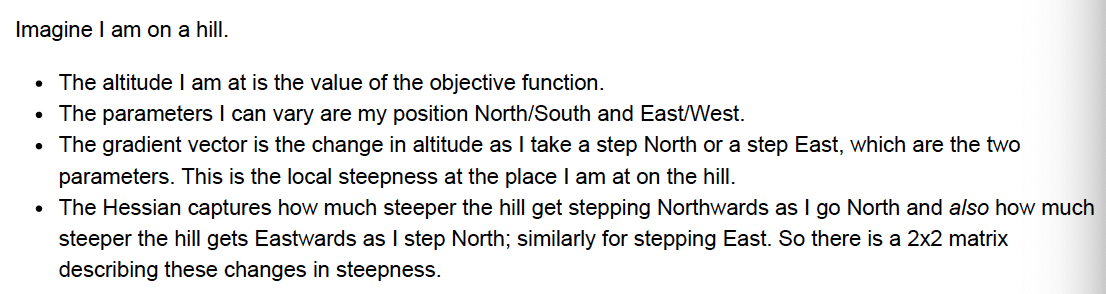 Imagine I am on a hill.
• The altitude I am at is the value of the objective function.
• The parameters I can vary are my position North/South and East/West.
• The gradient vector is the change in altitude as I take a step North or a step East, which are the two
parameters. This is the local steepness at the place I am at on the hill.
• The Hessian captures how much steeper the hill get stepping Northwards as I go North and also how much
steeper the hill gets Eastwards as I step North; similarly for stepping East. So there is a 2x2 matrix
describing these changes in steepness.